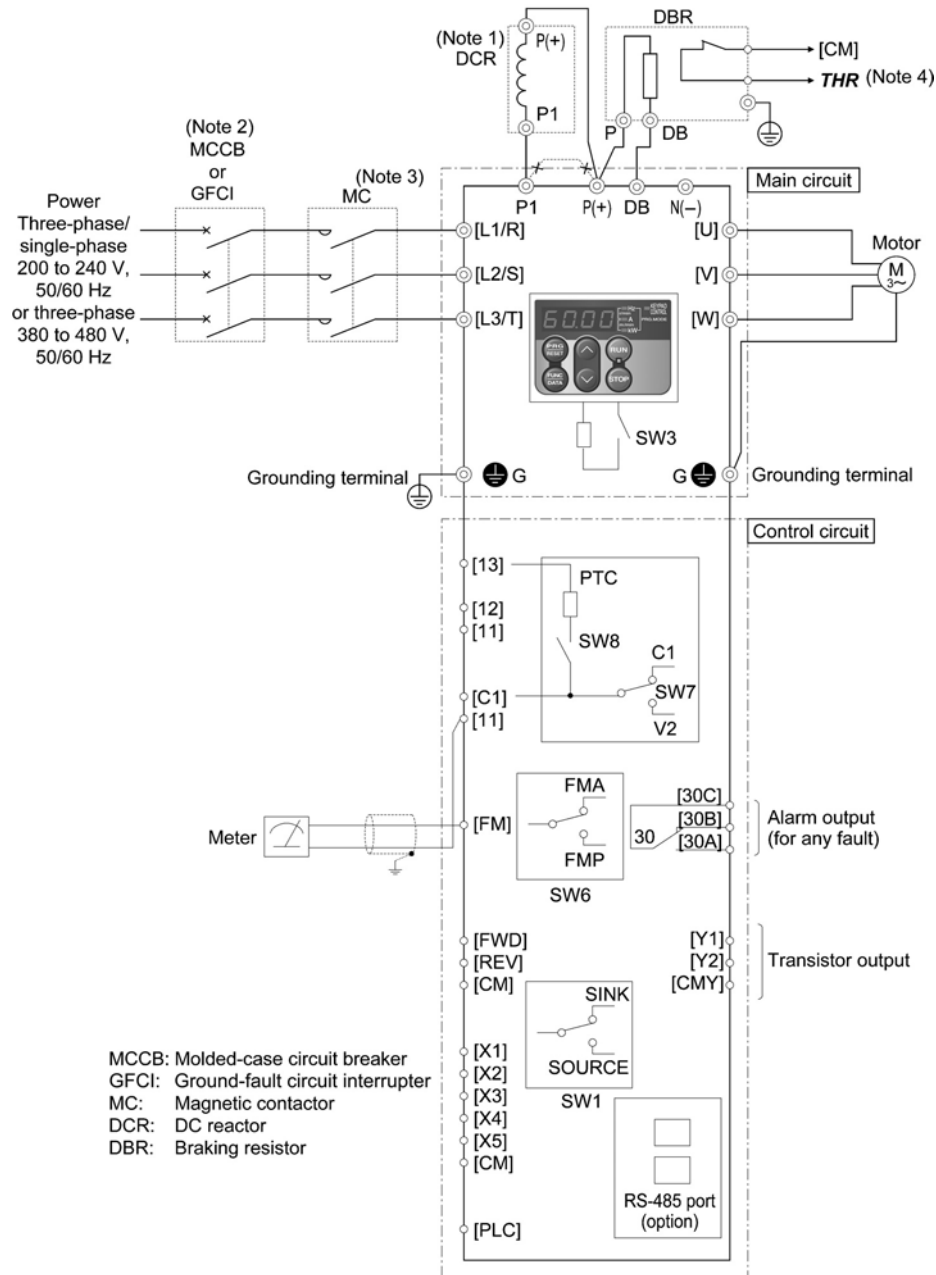 DBR
(Note 1)
DCR
P(+)
P1
[CM]
THR (Note 4)
P
DB
(Note 2)
MCCB
or
GFCI
(Note 3)
MC
Power
Three-phase/
single-phase
200 to 240 V,
50/60 Hz
or three-phase
380 to 480 V,
50/60 Hz
Main circuit
P1
P(+)
DB
N(−)
[L1/R]
[L2/S]
[L3/T]
[U]
[V]
[W]
Motor
M
3~
60.00
Hz
A
kW
PRG.MODE
KEYPAD
CONTROL
PRG
RESET
RUN
FUNC
DATA
STOP
SW3
Grounding terminal
G
G
Grounding terminal
Control circuit
[13]
[12]
[11]
[C1]
[11]
PTC
SW8
C1
SW7
V2
Meter
[FM]
FMA
FMP
SW6
30
[30C]
[30B]
[30A]
Alarm output
(for any fault)
[FWD]
[REV]
[CM]
[Y1]
[Y2]
[CMY]
Transistor output
SINK
SOURCE
SW1
[X1]
[X2]
[X3]
[X4]
[X5]
[CM]
[PLC]
RS-485 port
(option)
MCCB: Molded-case circuit breaker
GFCI: Ground-fault circuit interrupter
MC: Magnetic contactor
DCR: DC reactor
DBR: Braking resistor